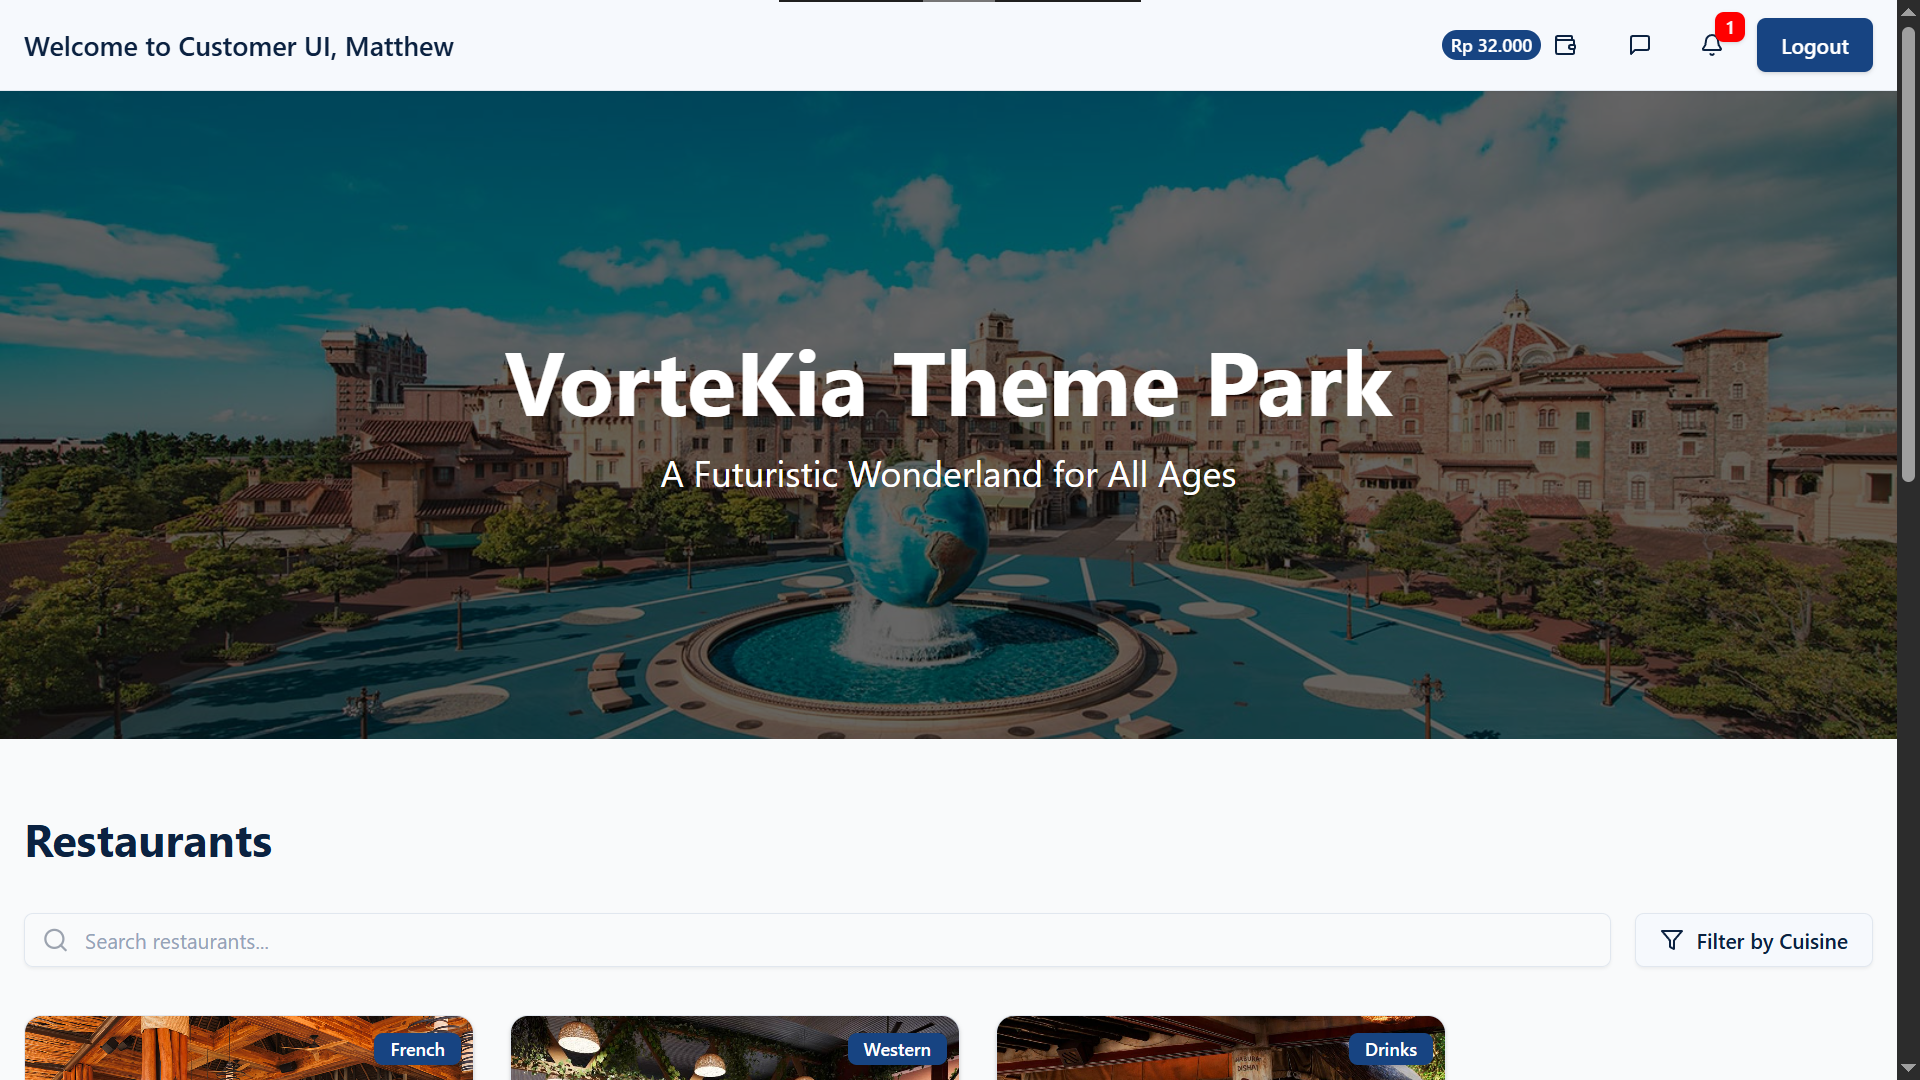 Welcome to Customer UI, Matthew
Rp 32.000
1
Logout
VorteKia Theme Park
A Futuristic Wonderland for All Ages
Restaurants
Search restaurants...
Filter by Cuisine
French
Western
Drinks